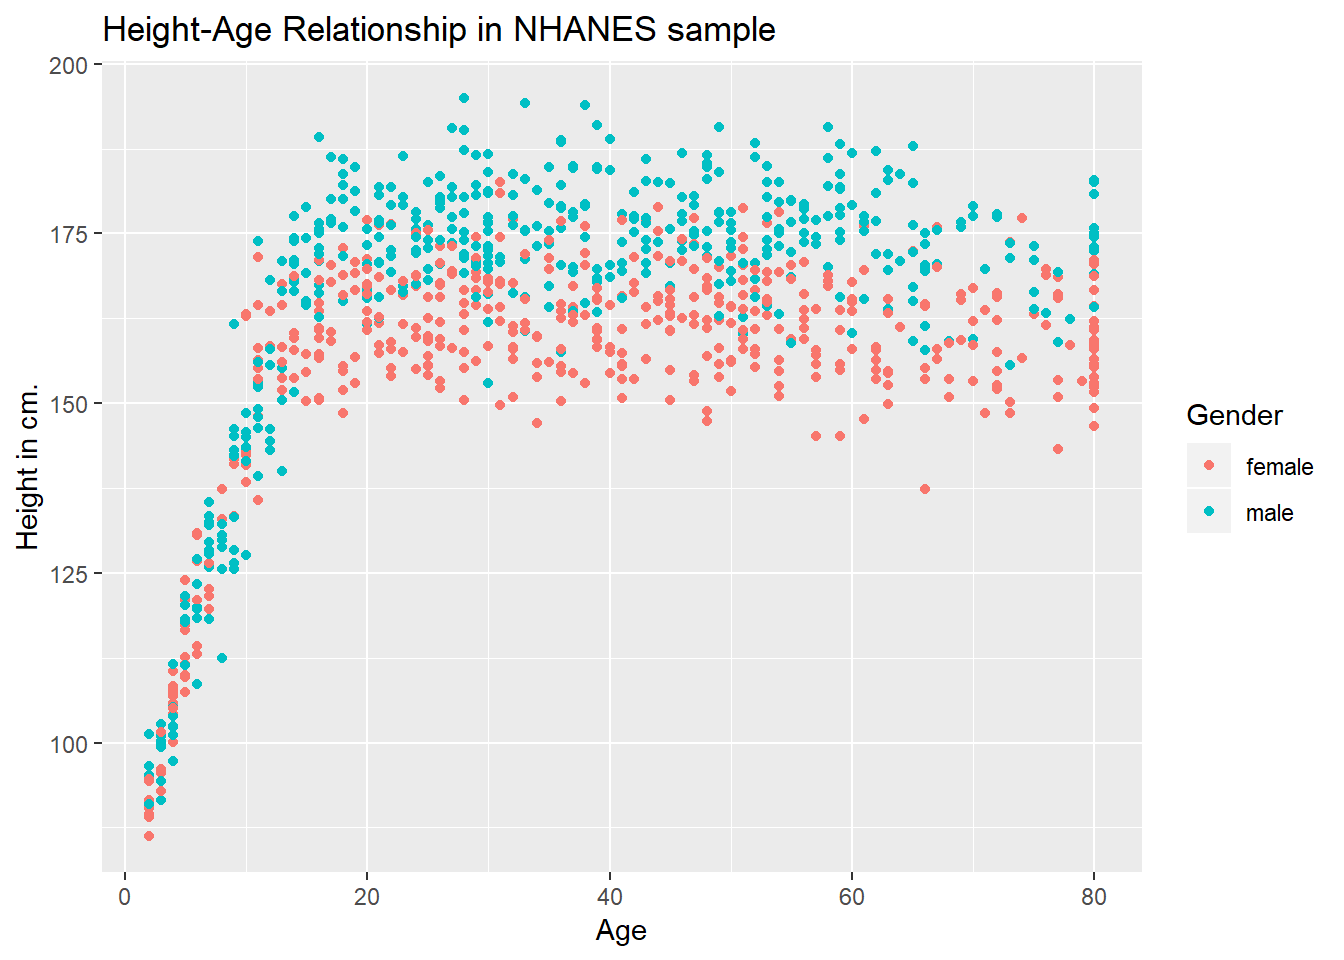 Height-Age Relationship in NHANES sample
200
175
150
125
100
Height in cm.
0 20 40 60 80
Age
Gender
female
male